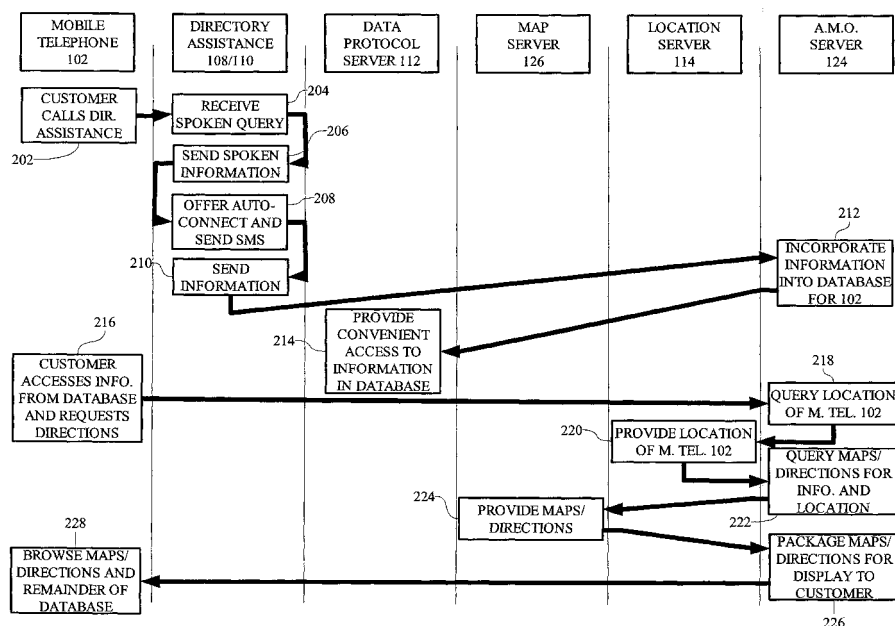 MOBILE
TELEPHONE
102
DIRECTORY
ASSISTANCE
108/110
DATA
PROTOCOL
SERVER 112
MAP
SERVER
126
LOCATION
SERVER
114
A.M.O.
SERVER
124
CUSTOMER
CALLS DIR.
ASSISTANCE
202
RECEIVE
SPOKEN QUERY
204
SEND SPOKEN
INFORMATION
206
OFFER AUTO-
CONNECT AND
SEND SMS
208
210
SEND
INFORMATION
212
INCORPORATE
INFORMATION
INTO DATABASE
FOR 102
214
PROVIDE
CONVENIENT
ACCESS TO
INFORMATION
IN DATABASE
216
CUSTOMER
ACCESSES INFO.
FROM DATABASE
AND REQUESTS
DIRECTIONS
218
QUERY LOCATION
OF M. TEL. 102
220
PROVIDE LOCATION
OF M. TEL. 102
QUERY MAPS/
DIRECTIONS FOR
INFO. AND
LOCATION
222
224
PROVIDE MAPS/
DIRECTIONS
PACKAGE MAPS/
DIRECTIONS FOR
DISPLAY TO
CUSTOMER
226
228
BROWSE MAPS/
DIRECTIONS AND
REMAINDER OF
DATABASE